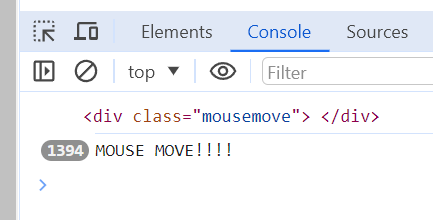 Elements Console Sources
top Filter
<div class="mousemove"> </div>
1394 MOUSE MOVE!!!!